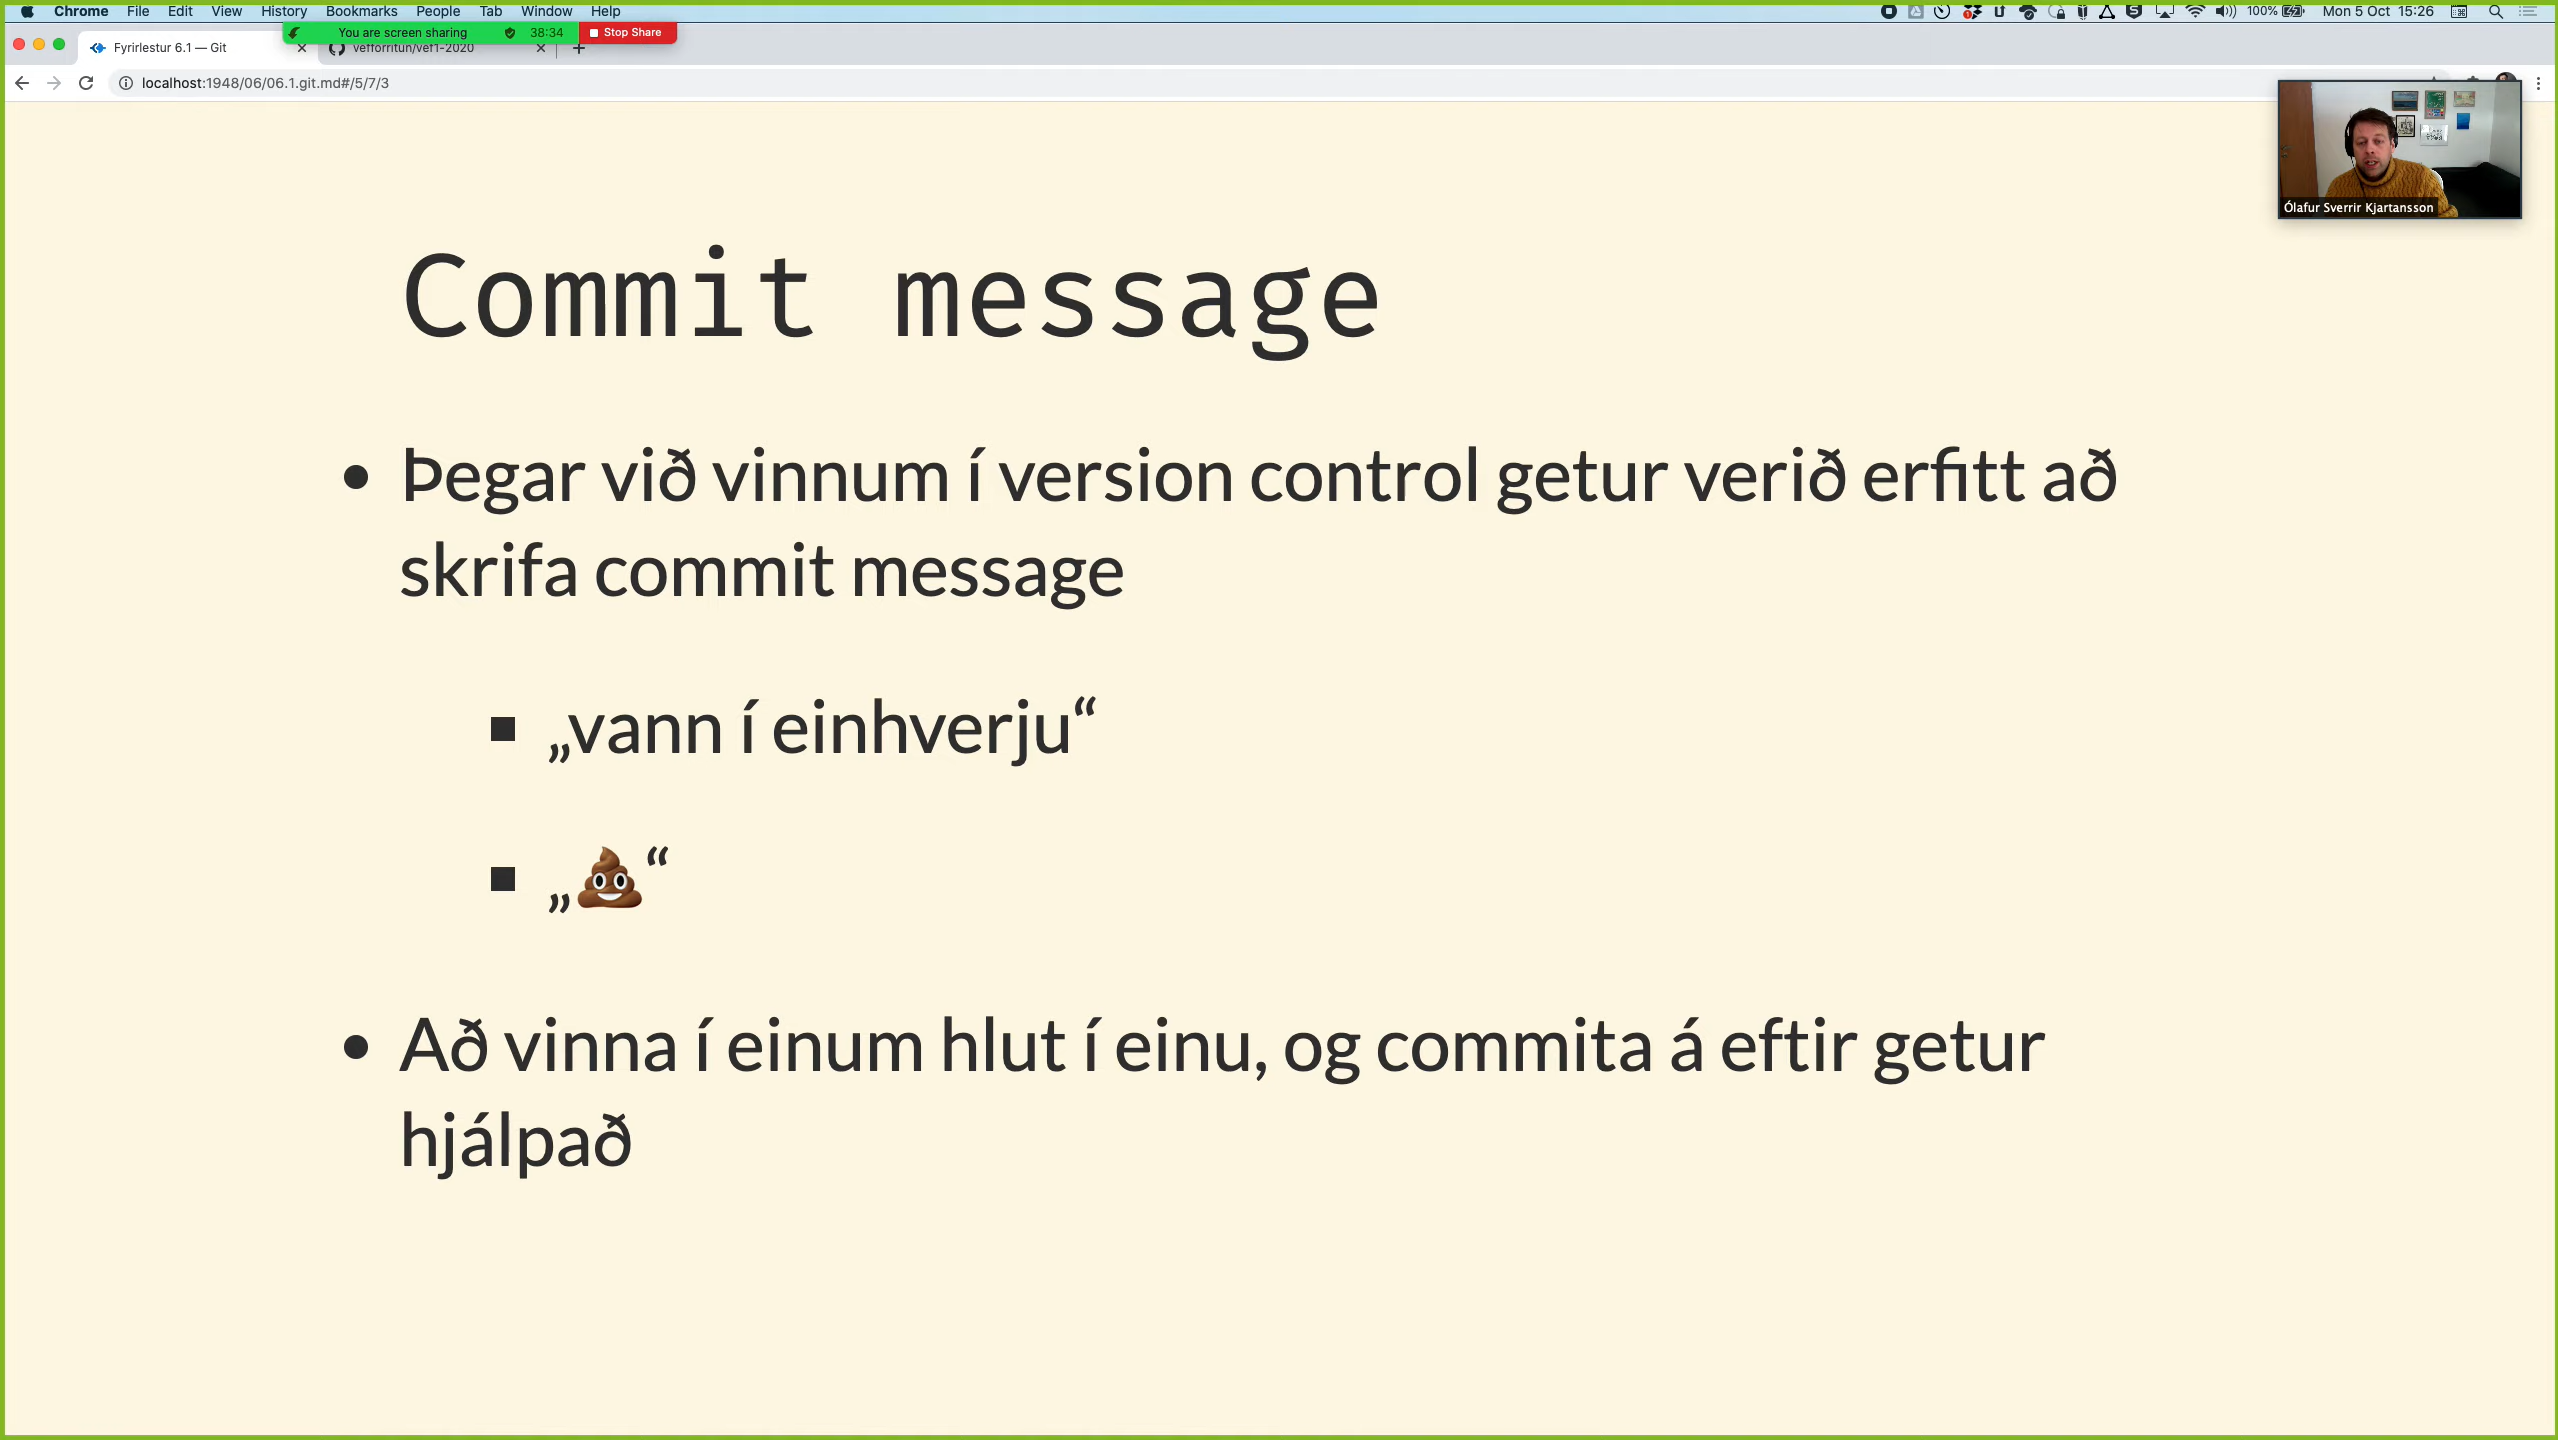 Chrome File Edit View History Bookmarks People Tab Window Help
100% Mon 5 Oct 15:26
You are screen sharing 38:34 Stop Share
Fyrirlestur 6.1 — Git
vefforritun/vef1-2020
localhost:1948/06/06.1.git.md#/5/7/3
Ólafur Sverrir Kjartansson
Commit message
• Þegar við vinnum í version control getur verið erfitt að
skrifa commit message
▪ „vann í einhverju“
▪ „💩“
• Að vinna í einum hlut í einu, og commita á eftir getur
hjálpað